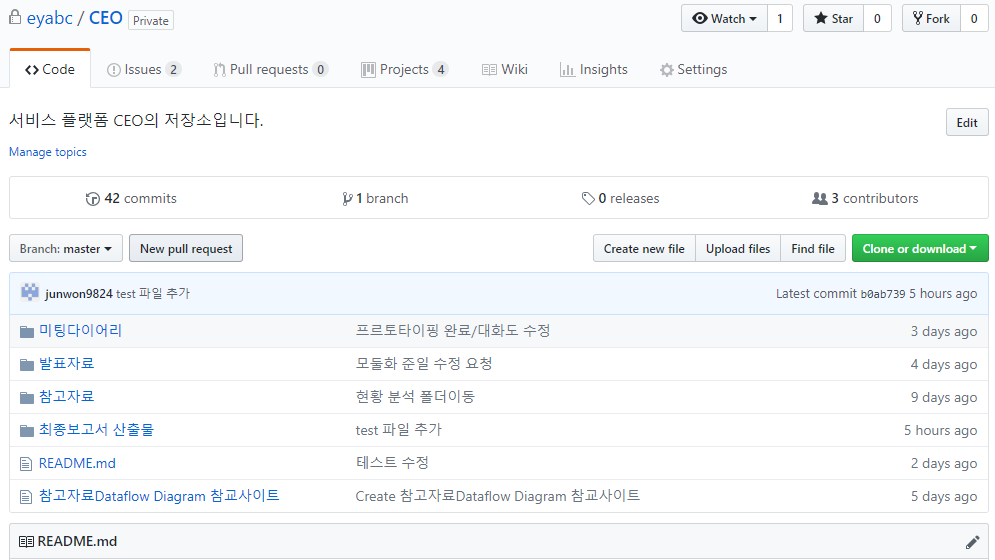 eyabc / CEO Private Watch 1 Star 0 Fork 0
Code Issues 2 Pull requests 0 Projects 4 Wiki Insights Settings
서비스 플랫폼 CEO의 저장소입니다. Edit
Manage topics
42 commits 1 branch 0 releases 3 contributors
Branch: master New pull request Create new file Upload files Find file Clone or download
junwon9824 test 파일 추가 Latest commit b0ab739 5 hours ago
미팅다이어리 프르토타이핑 완료/대화도 수정 3 days ago
발표자료 모듈화 준일 수정 요청 4 days ago
참고자료 현황 분석 폴더이동 9 days ago
최종보고서 산출물 test 파일 추가 5 hours ago
README.md 테스트 수정 2 days ago
참고자료Dataflow Diagram 참교사이트 Create 참고자료Dataflow Diagram 참교사이트 5 days ago
README.md